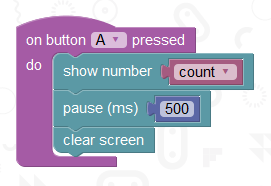 on button A pressed
do show number count
pause (ms) 500
clear screen